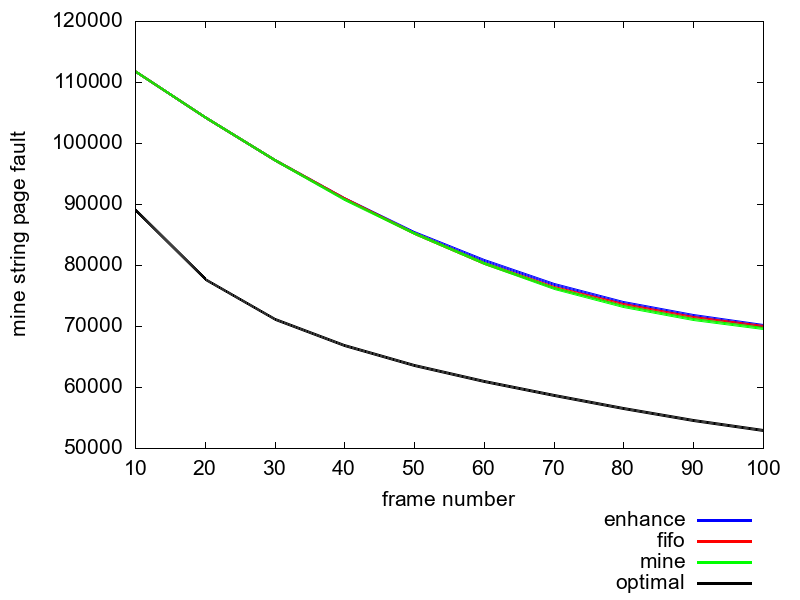 120000
110000
100000
90000
80000
70000
60000
50000
mine string page fault
10 20 30 40 50 60 70 80 90 100
frame number
enhance
fifo
mine
optimal